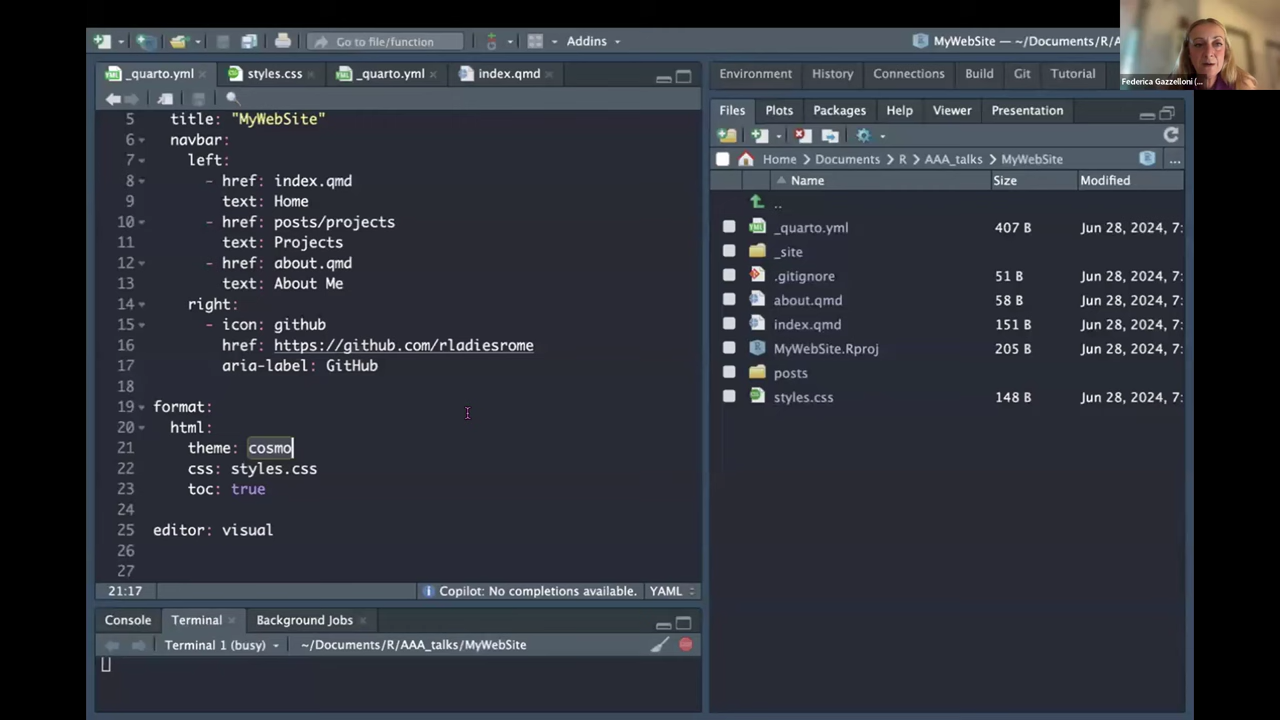 Go to file/function
Addins
MyWebSite — ~/Documents/R/A
Federica Gazzelloni (...
_quarto.yml
styles.css
_quarto.yml
index.qmd
5 title: "MyWebSite"
6 navbar:
7 left:
8 - href: index.qmd
9 text: Home
10 - href: posts/projects
11 text: Projects
12 - href: about.qmd
13 text: About Me
14 right:
15 - icon: github
16 href: https://github.com/rladiesrome
17 aria-label: GitHub
18
19 format:
20 html:
21 theme: cosmo
22 css: styles.css
23 toc: true
24
25 editor: visual
26
27
21:17
Copilot: No completions available.
YAML
Console
Terminal
Background Jobs
Terminal 1 (busy)
~/Documents/R/AAA_talks/MyWebSite
Environment
History
Connections
Build
Git
Tutorial
Files
Plots
Packages
Help
Viewer
Presentation
Home > Documents > R > AAA_talks > MyWebSite
...
Name Size Modified
..
_quarto.yml 407 B Jun 28, 2024, 7:
_site
.gitignore 51 B Jun 28, 2024, 7:
about.qmd 58 B Jun 28, 2024, 7:
index.qmd 151 B Jun 28, 2024, 7:
MyWebSite.Rproj 205 B Jun 28, 2024, 7:
posts
styles.css 148 B Jun 28, 2024, 7: